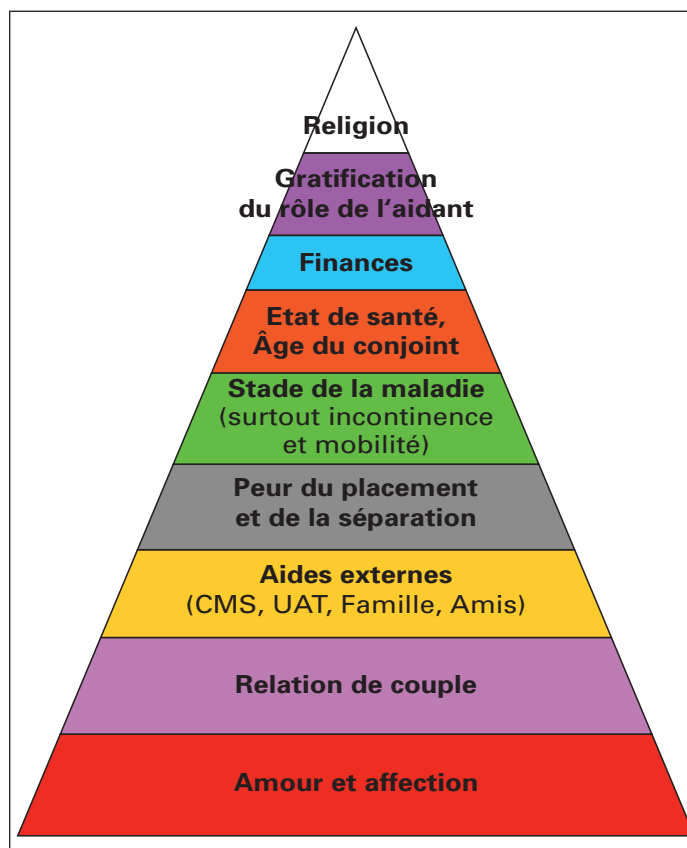 Religion
Gratification
du rôle de l‘aidant
Finances
Etat de santé,
Âge du conjoint
Stade de la maladie
(surtout incontinence
et mobilité)
Peur du placement
et de la séparation
Aides externes
(CMS, UAT, Famille, Amis)
Relation de couple
Amour et affection